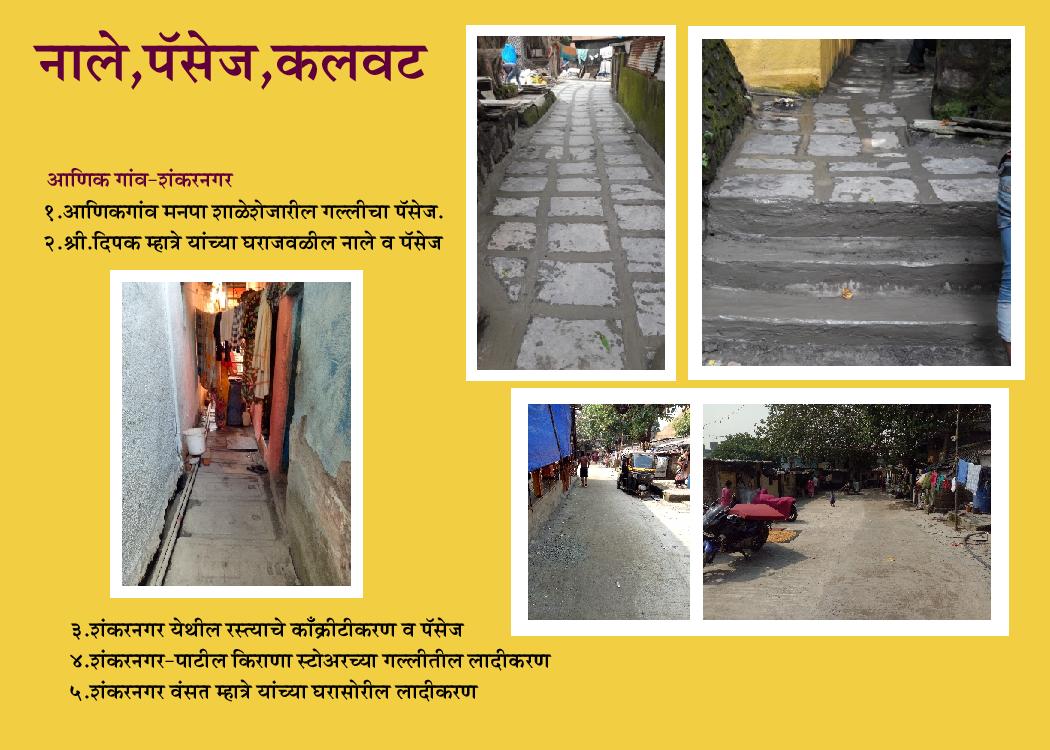 नाले,पॅसेज,कलवट
आणिक गांव-शंकरनगर
१.आणिकगांव मनपा शाळेशेजारील गल्लीचा पॅसेज.
२.श्री.दिपक म्हात्रे यांच्या घराजवळील नाले व पॅसेज
३.शंकरनगर येथील रस्त्याचे काँक्रीटीकरण व पॅसेज
४.शंकरनगर-पाटील किराणा स्टोअरच्या गल्लीतील लादीकरण
५.शंकरनगर वंसत म्हात्रे यांच्या घरासोरील लादीकरण